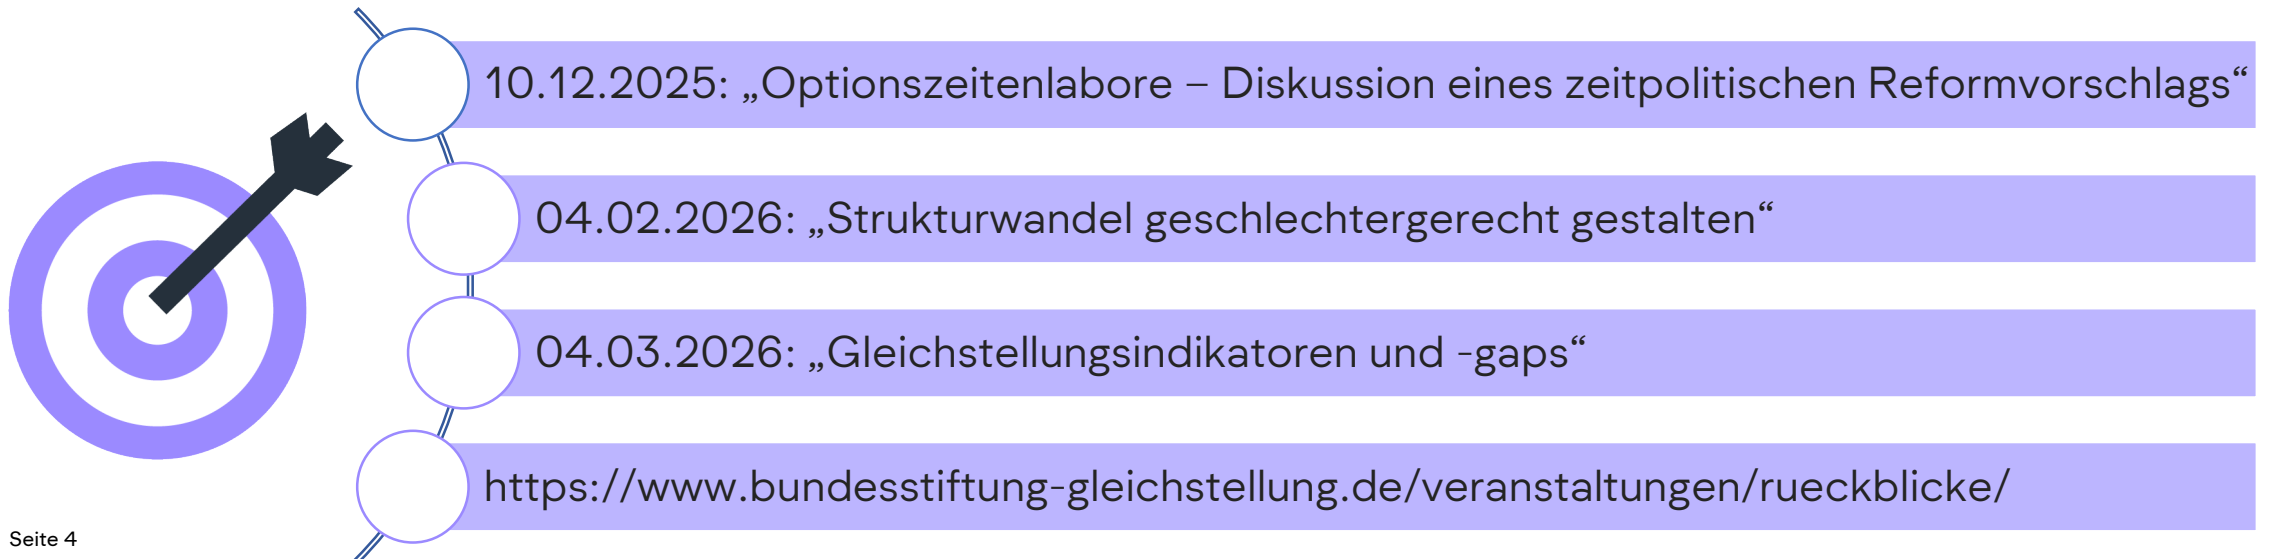 10.12.2025: „Optionszeitenlabore – Diskussion eines zeitpolitischen Reformvorschlags“
04.02.2026: „Strukturwandel geschlechtergerecht gestalten“
04.03.2026: „Gleichstellungsindikatoren und -gaps“
https://www.bundesstiftung-gleichstellung.de/veranstaltungen/rueckblicke/
Seite 4